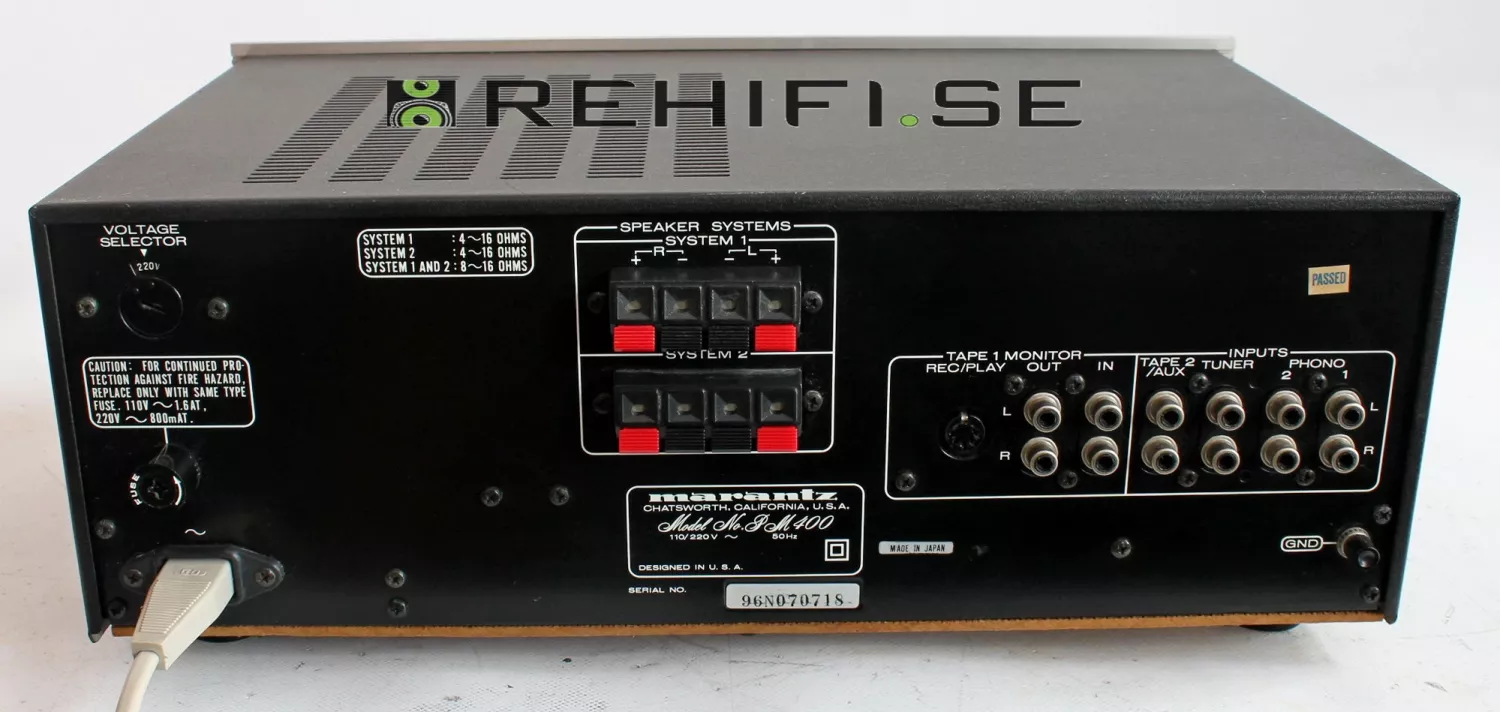 REHIFI.SE
VOLTAGE
SELECTOR
220V
SYSTEM 1 : 4~16 OHMS
SYSTEM 2 : 4~16 OHMS
SYSTEM 1 AND 2 : 8~16 OHMS
SPEAKER SYSTEMS
SYSTEM 1
R L
+ - - +
SYSTEM 2
PASSED
CAUTION: FOR CONTINUED PRO-
TECTION AGAINST FIRE HAZARD,
REPLACE ONLY WITH SAME TYPE
FUSE. 110V ~ 1.6AT,
220V ~ 800mAT.
FUSE
~
TAPE 1 MONITOR
REC/PLAY OUT IN
L
R
INPUTS
TAPE 2
/AUX TUNER PHONO
2 1
L
R
marantz
CHATSWORTH, CALIFORNIA, U.S.A.
Model No. PM400
110/220V ~ 50Hz
DESIGNED IN U.S.A.
SERIAL NO. 96N070718
MADE IN JAPAN
GND